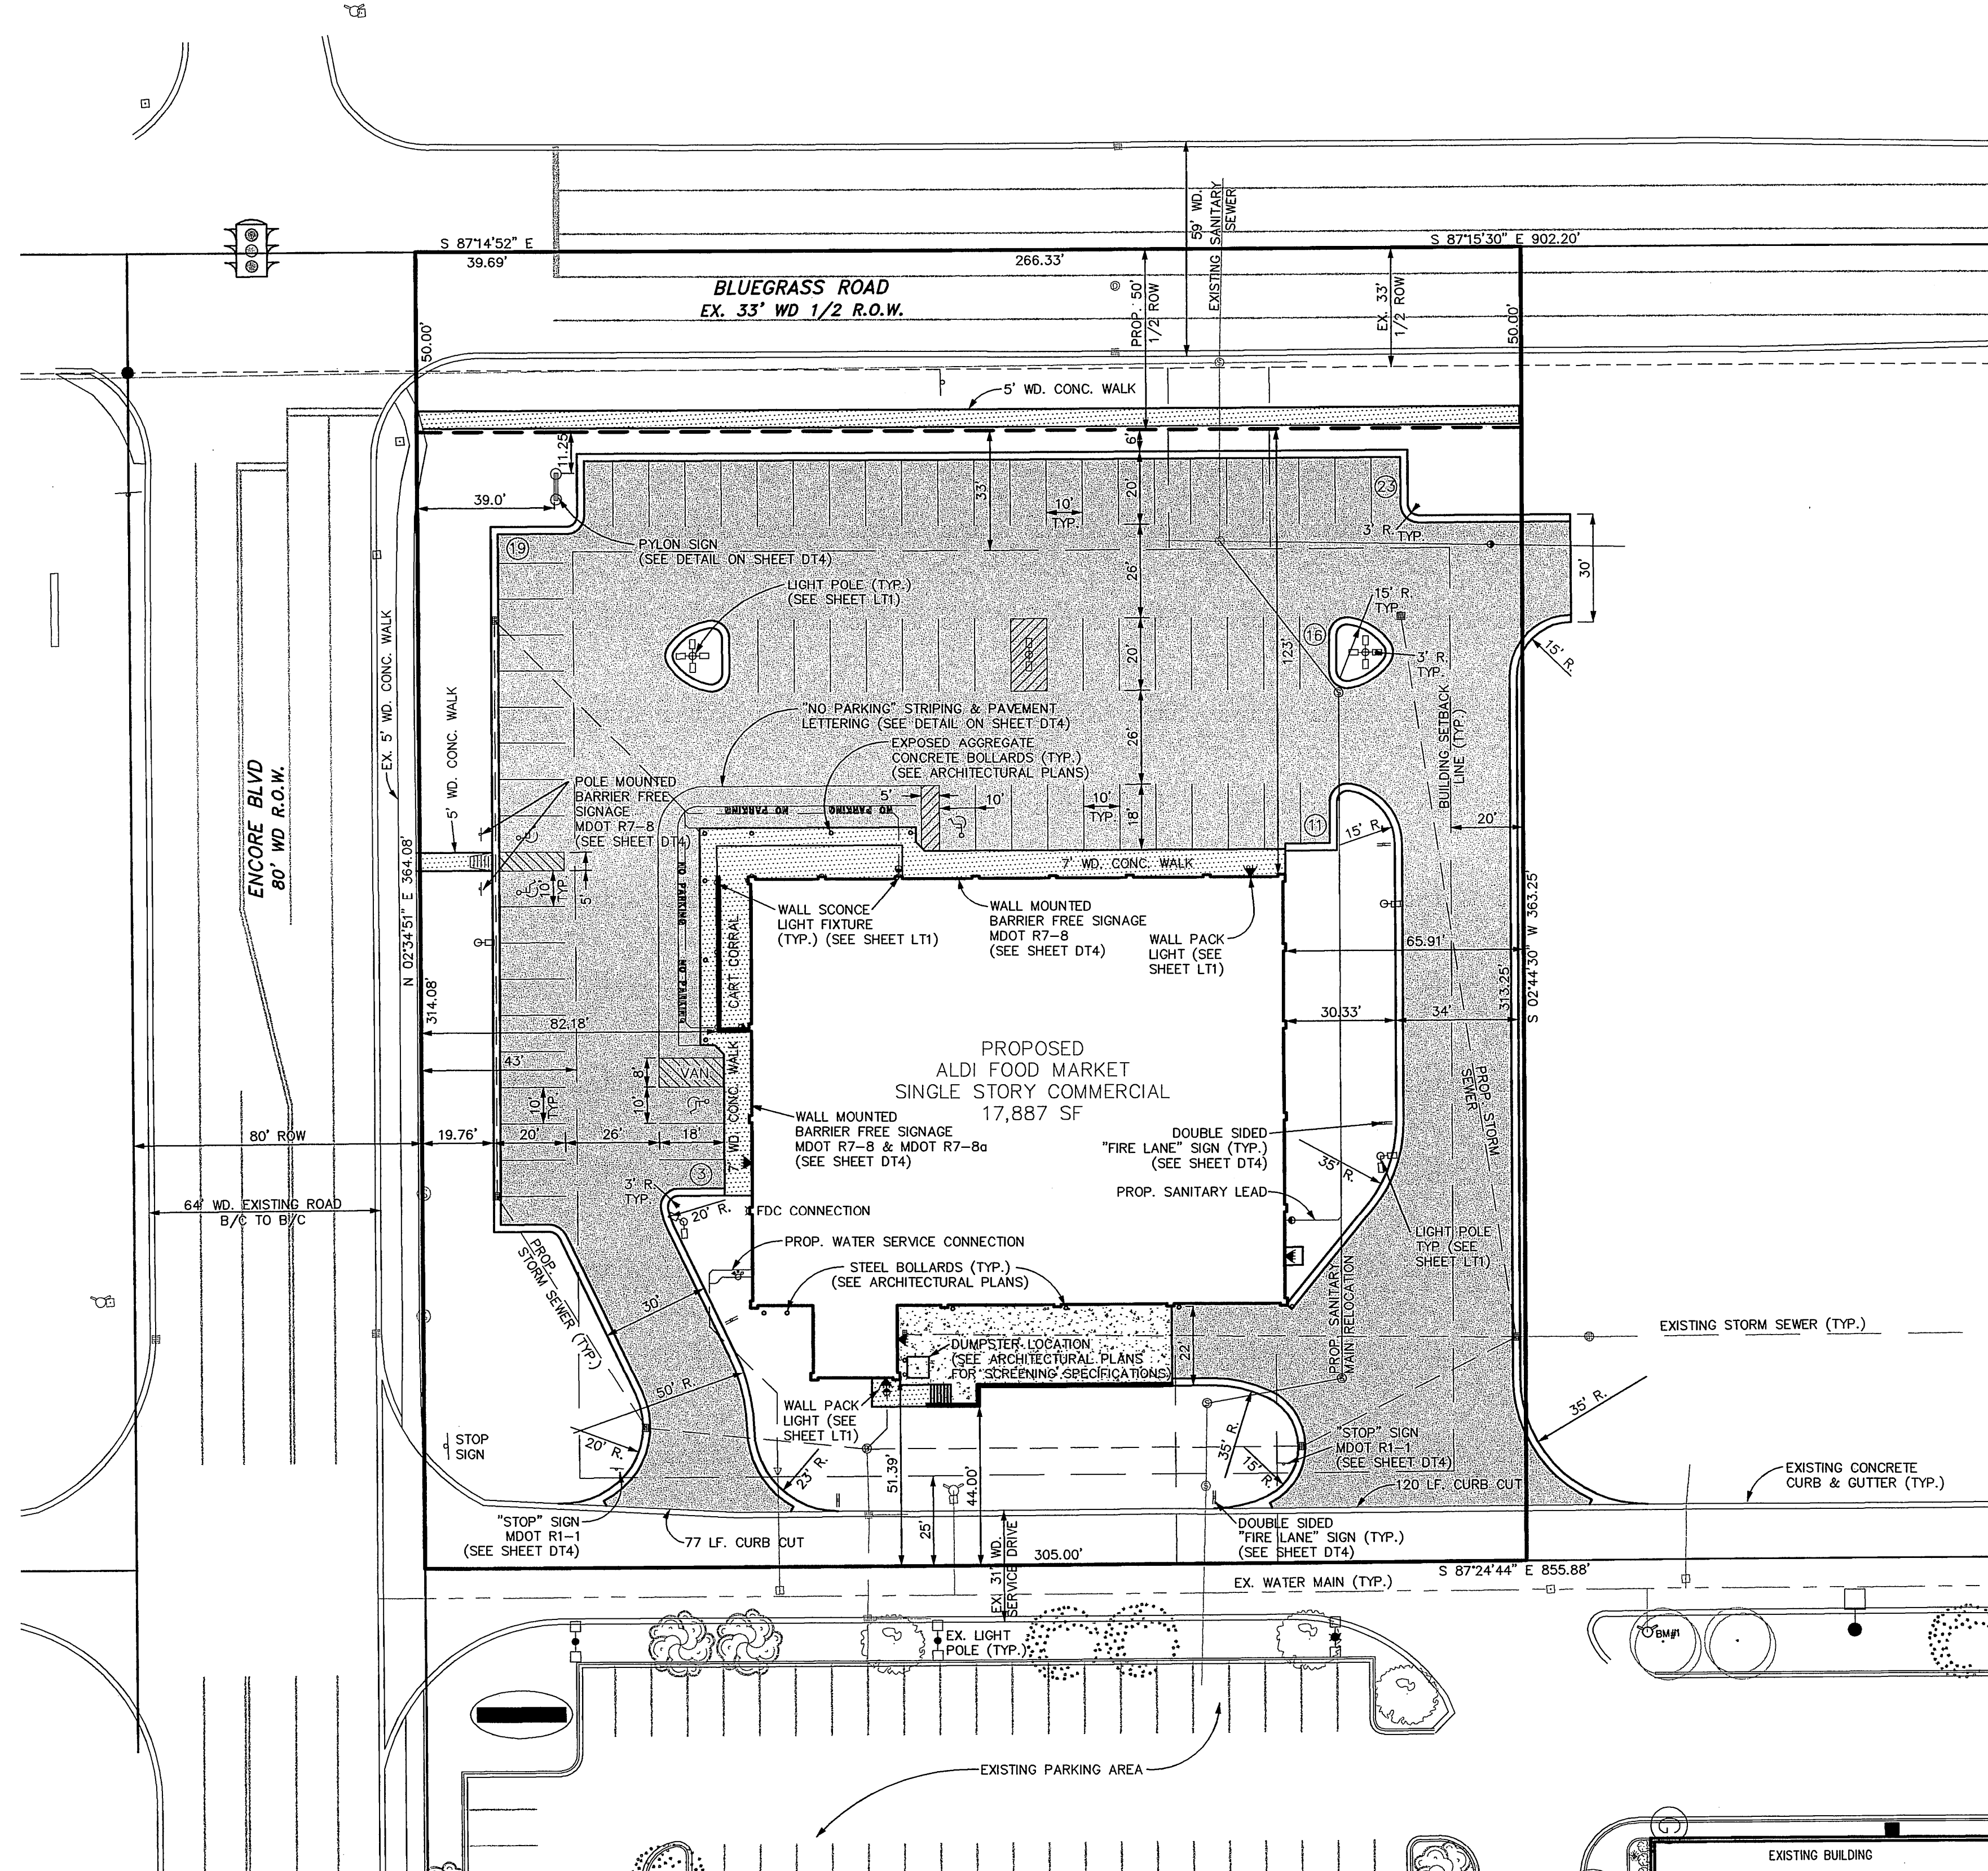 S 87°14'52" E
39.69'
266.33'
S 87°15'30" E 902.20'
59' WD.
EXISTING SANITARY
SEWER
BLUEGRASS ROAD
EX. 33' WD 1/2 R.O.W.
PROP. 50'
1/2 ROW
EX. 33'
1/2 ROW
50.00'
50.00'
5' WD. CONC. WALK
6'
11.25'
39.0'
33'
20'
10'
TYP.
23
3' R.
TYP.
30'
19
PYLON SIGN
(SEE DETAIL ON SHEET DT4)
26'
LIGHT POLE (TYP.)
(SEE SHEET LT1)
15' R.
TYP.
16
20'
123'
3' R.
TYP.
15' R.
EX. 5' WD. CONC. WALK
5' WD. CONC. WALK
"NO PARKING" STRIPING & PAVEMENT
LETTERING (SEE DETAIL ON SHEET DT4)
26'
EXPOSED AGGREGATE
CONCRETE BOLLARDS (TYP.)
(SEE ARCHITECTURAL PLANS)
BUILDING SETBACK
LINE (TYP.)
ENCORE BLVD
80' WD R.O.W.
POLE MOUNTED
BARRIER FREE
SIGNAGE
MDOT R7-8
(SEE SHEET DT4)
NO PARKING
NO PARKING
NO PARKING
5'
10'
10'
TYP.
18'
11
15' R.
20'
7' WD. CONC. WALK
10'
TYP.
5'
NO PARKING
NO PARKING
N 02°34'51" E 364.08'
314.08'
CART CORRAL
WALL SCONCE
LIGHT FIXTURE
(TYP.) (SEE SHEET LT1)
WALL MOUNTED
BARRIER FREE SIGNAGE
MDOT R7-8
(SEE SHEET DT4)
WALL PACK
LIGHT (SEE
SHEET LT1)
65.91'
S 02°44'30" W 363.25'
313.25'
82.18'
30.33'
34'
43'
VAN
8'
10'
10'
TYP.
7' WD. CONC. WALK
PROPOSED
ALDI FOOD MARKET
SINGLE STORY COMMERCIAL
17,887 SF
PROP. STORM
SEWER
80' ROW
19.76'
20'
26'
18'
3
WALL MOUNTED
BARRIER FREE SIGNAGE
MDOT R7-8 & MDOT R7-8a
(SEE SHEET DT4)
DOUBLE SIDED
"FIRE LANE" SIGN (TYP.)
(SEE SHEET DT4)
35' R.
3' R.
TYP.
20' R.
FDC CONNECTION
PROP. SANITARY LEAD
64' WD. EXISTING ROAD
B/C TO B/C
PROP.
STORM SEWER (TYP.)
PROP. WATER SERVICE CONNECTION
LIGHT POLE
TYP. (SEE
SHEET LT1)
STEEL BOLLARDS (TYP.)
(SEE ARCHITECTURAL PLANS)
PROP. SANITARY
MAIN RELOCATION
30'
22'
DUMPSTER LOCATION
(SEE ARCHITECTURAL PLANS
FOR SCREENING SPECIFICATIONS)
EXISTING STORM SEWER (TYP.)
50' R.
20' R.
WALL PACK
LIGHT (SEE
SHEET LT1)
35' R.
35' R.
STOP
SIGN
"STOP" SIGN
MDOT R1-1
(SEE SHEET DT4)
15' R.
23' R.
51.39'
44.00'
25'
120 LF. CURB CUT
EXISTING CONCRETE
CURB & GUTTER (TYP.)
"STOP" SIGN
MDOT R1-1
(SEE SHEET DT4)
77 LF. CURB CUT
DOUBLE SIDED
"FIRE LANE" SIGN (TYP.)
(SEE SHEET DT4)
305.00'
EX. 31' WD.
SERVICE DRIVE
S 87°24'44" E 855.88'
EX. WATER MAIN (TYP.)
EX. LIGHT
POLE (TYP.)
BM#1
EXISTING PARKING AREA
G
EXISTING BUILDING